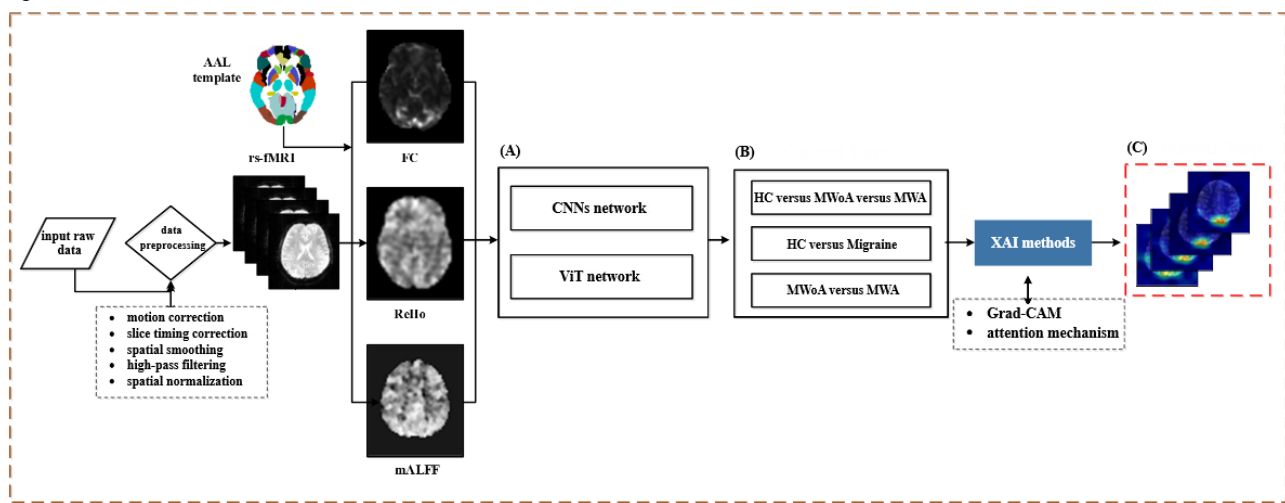 AAL
template
rs-fMRI
FC
ReHo
mALFF
input raw
data
data
preprocessing
• motion correction
• slice timing correction
• spatial smoothing
• high-pass filtering
• spatial normalization
(A)
CNNs network
ViT network
(B)
HC versus MWoA versus MWA
HC versus Migraine
MWoA versus MWA
XAI methods
• Grad-CAM
• attention mechanism
(C)